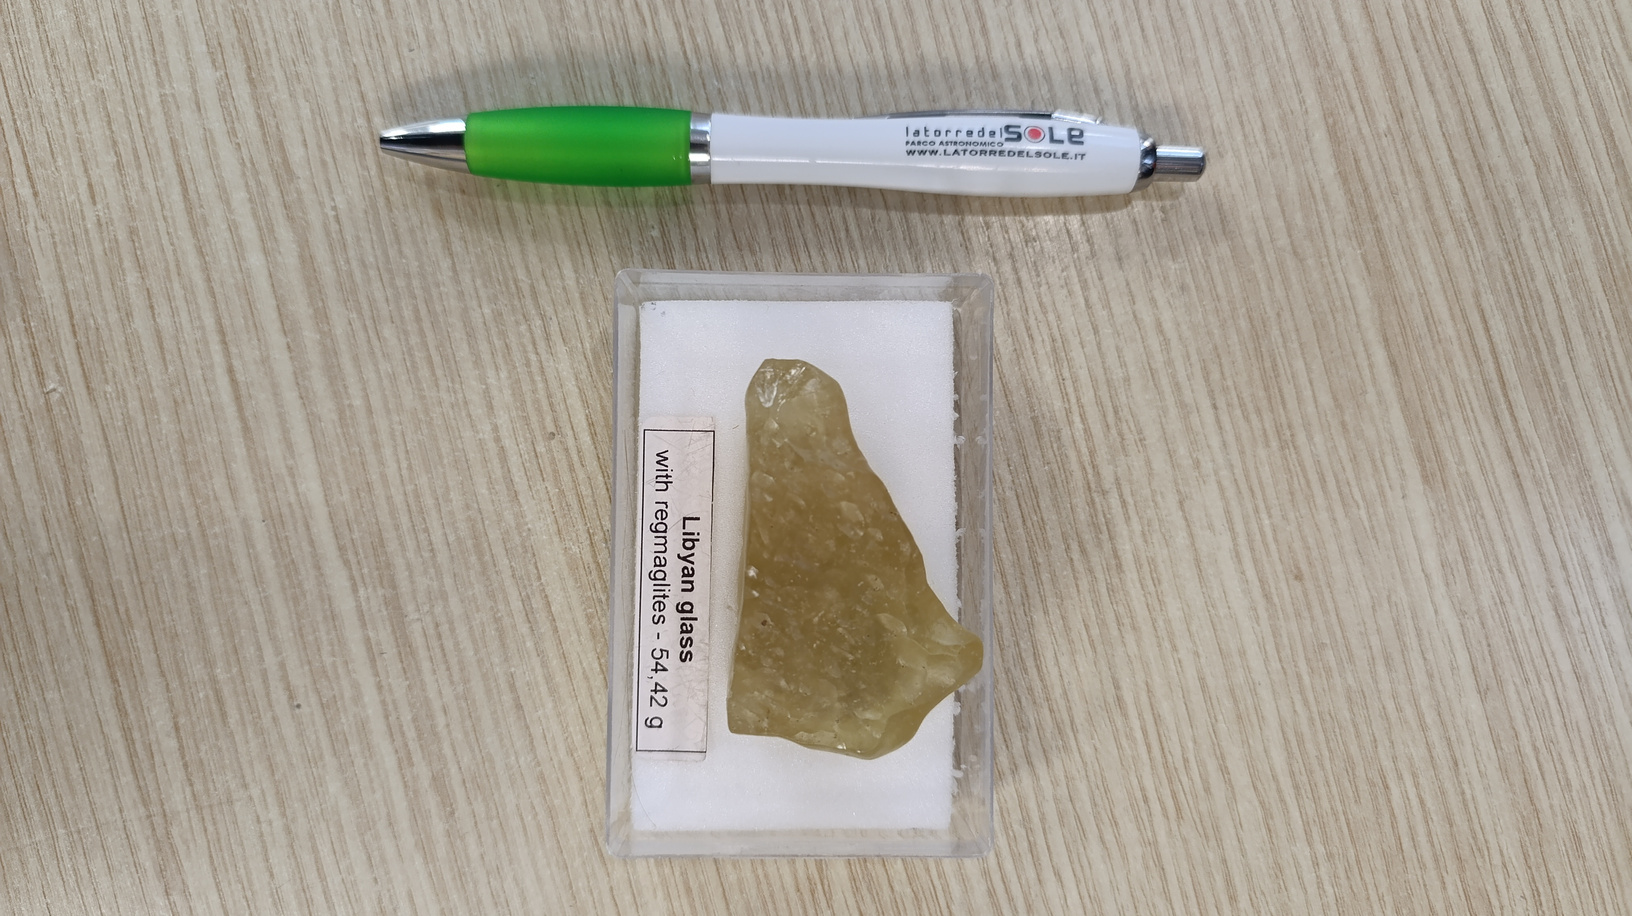 latorredelSOLE
PARCO ASTRONOMICO
WWW.LATORREDELSOLE.IT
Libyan glass
with regmaglites - 54,42 g